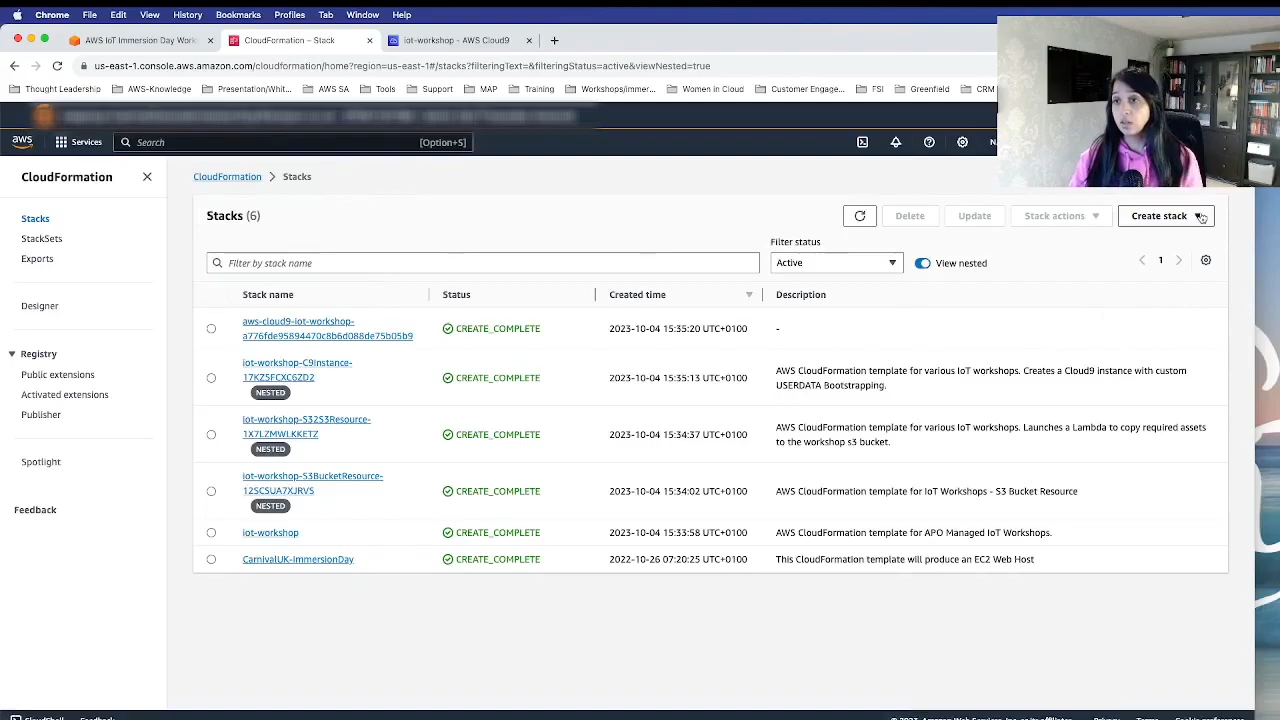 Chrome File Edit View History Bookmarks Profiles Tab Window Help
AWS IoT Immersion Day Work
CloudFormation – Stack
iot-workshop - AWS Cloud9
us-east-1.console.aws.amazon.com/cloudformation/home?region=us-east-1#/stacks?filteringText=&filteringStatus=active&viewNested=true
Thought Leadership AWS-Knowledge Presentation/Whit... AWS SA Tools Support MAP Training Workshops/immer... Women in Cloud Customer Engage... FSI Greenfield CRM
aws Services Search [Option+S]
CloudFormation
Stacks
StackSets
Exports
Designer
Registry
Public extensions
Activated extensions
Publisher
Spotlight
Feedback
CloudFormation > Stacks
Stacks (6)
Delete Update Stack actions Create stack
Filter status
Filter by stack name Active View nested 1
Stack name Status Created time Description
aws-cloud9-iot-workshop-
a776fde95894470c8b6d088de75b05b9 CREATE_COMPLETE 2023-10-04 15:35:20 UTC+0100 -
iot-workshop-C9Instance-
17KZ5FCXC6ZD2
NESTED
CREATE_COMPLETE 2023-10-04 15:35:13 UTC+0100
AWS CloudFormation template for various IoT workshops. Creates a Cloud9 instance with custom
USERDATA Bootstrapping.
iot-workshop-S32S3Resource-
1X7LZMWLKKETZ
NESTED
CREATE_COMPLETE 2023-10-04 15:34:37 UTC+0100
AWS CloudFormation template for various IoT workshops. Launches a Lambda to copy required assets
to the workshop s3 bucket.
iot-workshop-S3BucketResource-
12SCSUA7XJRVS
NESTED
CREATE_COMPLETE 2023-10-04 15:34:02 UTC+0100 AWS CloudFormation template for IoT Workshops - S3 Bucket Resource
iot-workshop CREATE_COMPLETE 2023-10-04 15:33:58 UTC+0100 AWS CloudFormation template for APO Managed IoT Workshops.
CarnivalUK-ImmersionDay CREATE_COMPLETE 2022-10-26 07:20:25 UTC+0100 This CloudFormation template will produce an EC2 Web Host